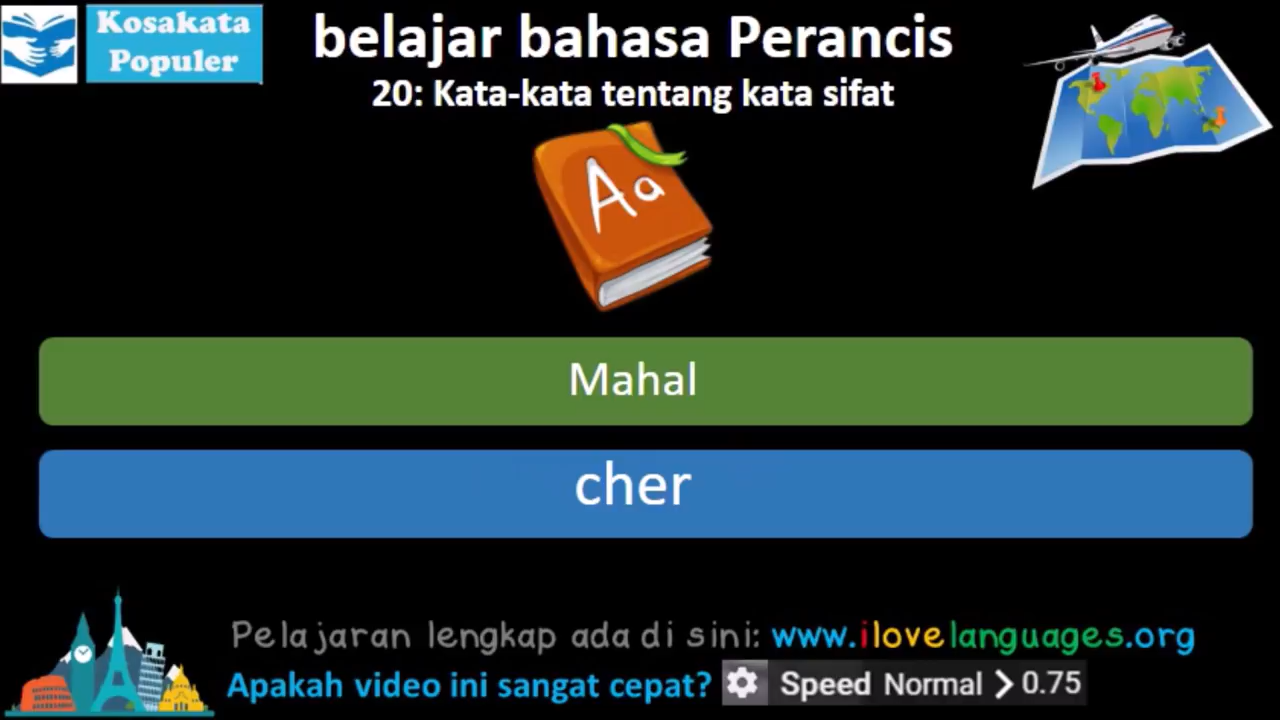 Kosakata
Populer
belajar bahasa Perancis
20: Kata-kata tentang kata sifat
Aa
Mahal
cher
Pelajaran lengkap ada di sini: www.ilovelanguages.org
Apakah video ini sangat cepat? Speed Normal > 0.75